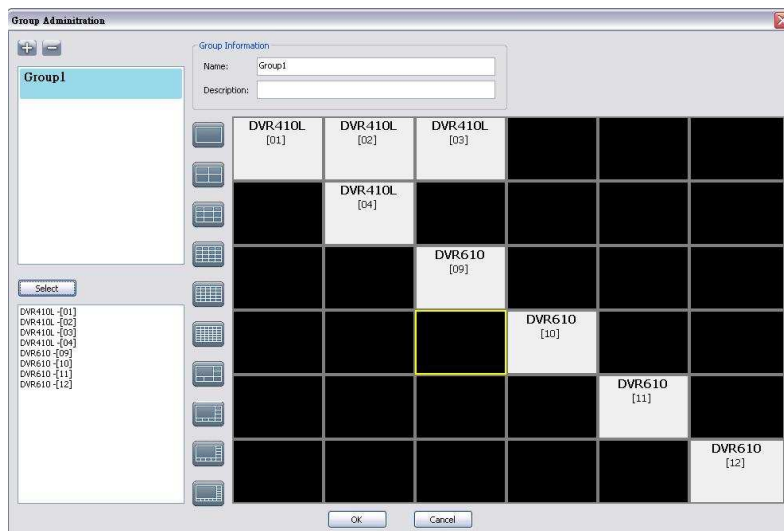 Group Adminitration
Group Information
Name: Group1
Description:
Group1
DVR410L DVR410L DVR410L
[01] [02] [03]
DVR410L
[04]
DVR610
[09]
DVR610
[10]
DVR610
[11]
DVR610
[12]
Select
DVR410L -[01]
DVR410L -[02]
DVR410L -[03]
DVR410L -[04]
DVR610 -[09]
DVR610 -[10]
DVR610 -[11]
DVR610 -[12]
OK Cancel